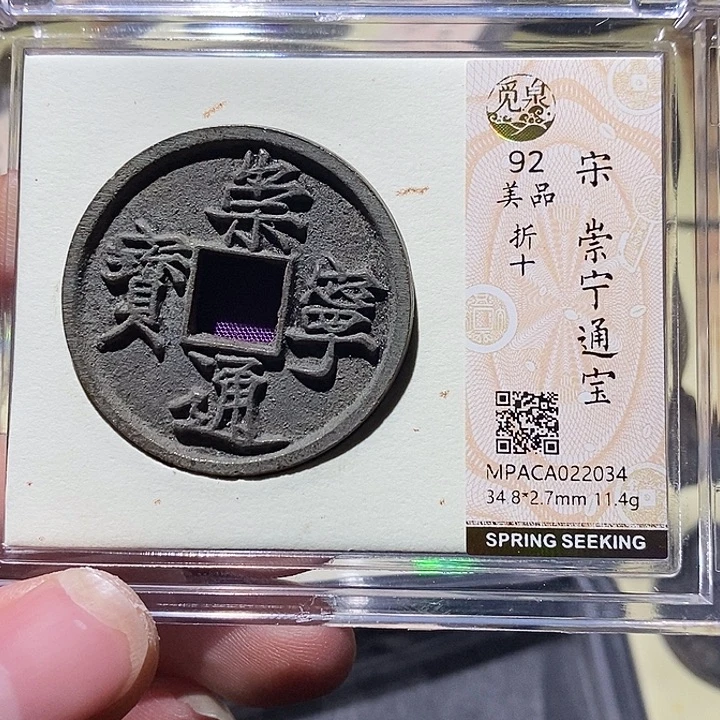 崇寧通寶
觅泉
92
美品
折十
宋 崇宁通宝
MPACA022034
34.8*2.7mm 11.4g
SPRING SEEKING